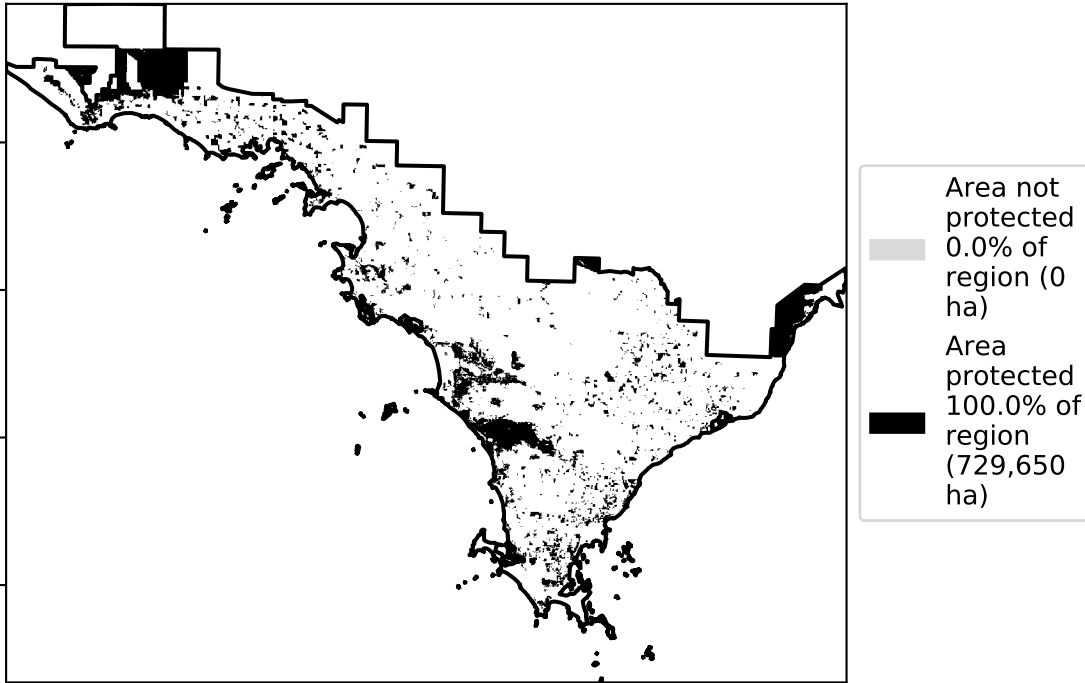 Area not
protected
0.0% of
region (0
ha)
Area
protected
100.0% of
region
(729,650
ha)